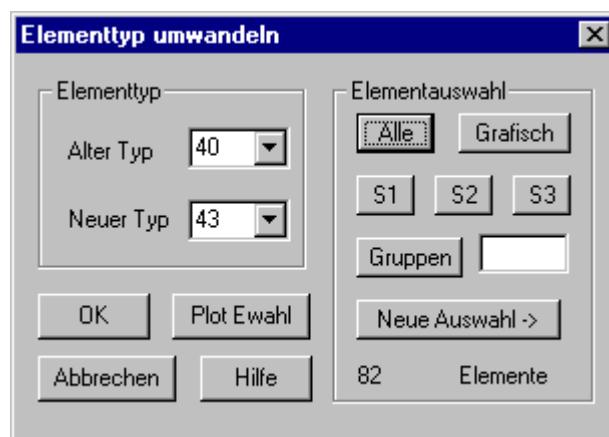 Elementtyp umwandeln
Elementtyp
Alter Typ 40
Neuer Typ 43
OK Plot Ewahl
Abbrechen Hilfe
Elementauswahl
Alle Grafisch
S1 S2 S3
Gruppen
Neue Auswahl ->
82 Elemente